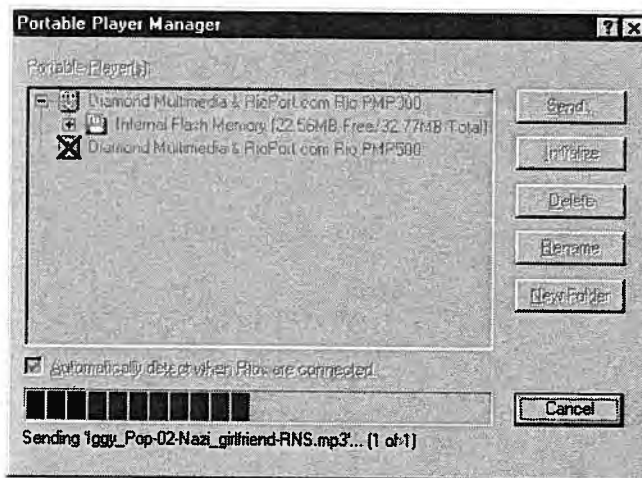 Portable Player Manager
Portable Player(s):
Diamond Multimedia & RioPort.com Rio PMP300
Send...
Internal Flash Memory (22.56MB Free/32.77MB Total)
Diamond Multimedia & RioPort.com Rio PMP500
Initialize
Delete
Rename
New Folder
Automatically detect when Rios are connected.
Cancel
Sending 'Iggy_Pop-02-Nazi_girlfriend-RNS.mp3'... (1 of 1)